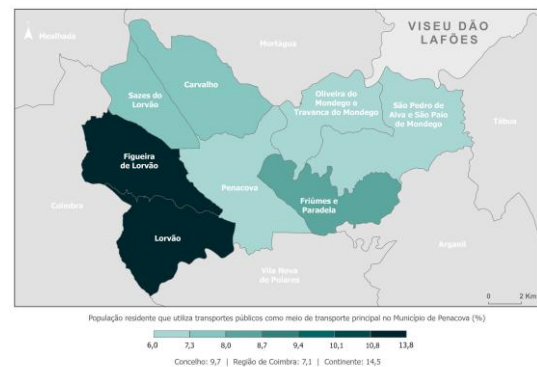 VISEU DÃO
LAFÕES
Mealhada
Mortágua
Oliveira do
Mondego e
Travanca do Mondego
São Pedro de
Alva e São Paio
de Mondego
Tábua
Carvalho
Sazes do
Lorvão
Figueira
de Lorvão
Penacova
Friúmes e
Paradela
Coimbra
Lorvão
Arganil
Vila Nova
de Poiares
0 2 Km
População residente que utiliza transportes públicos como meio de transporte principal no Município de Penacova (%)
6,0 7,3 8,0 8,7 9,4 10,1 10,8 13,8
Concelho: 9,7 | Região de Coimbra: 7,1 | Continente: 14,5